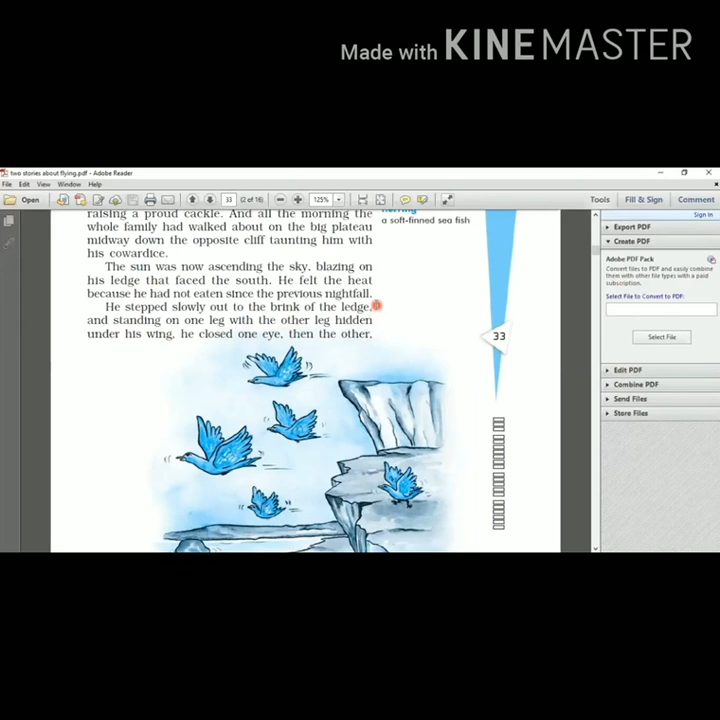 Made with KINEMASTER
two stories about flying.pdf - Adobe Reader
File Edit View Window Help
Open 33 (2 of 16) 125% Tools Fill & Sign Comment
Sign In
raising a proud cackle. And all the morning the
whole family had walked about on the big plateau
midway down the opposite cliff taunting him with
his cowardice.
The sun was now ascending the sky, blazing on
his ledge that faced the south. He felt the heat
because he had not eaten since the previous nightfall.
He stepped slowly out to the brink of the ledge,
and standing on one leg with the other leg hidden
under his wing, he closed one eye, then the other,
a soft-finned sea fish
33
Export PDF
Create PDF
Adobe PDF Pack
Convert files to PDF and easily combine
them with other file types with a paid
subscription.
Select File to Convert to PDF:
Select File
Edit PDF
Combine PDF
Send Files
Store Files